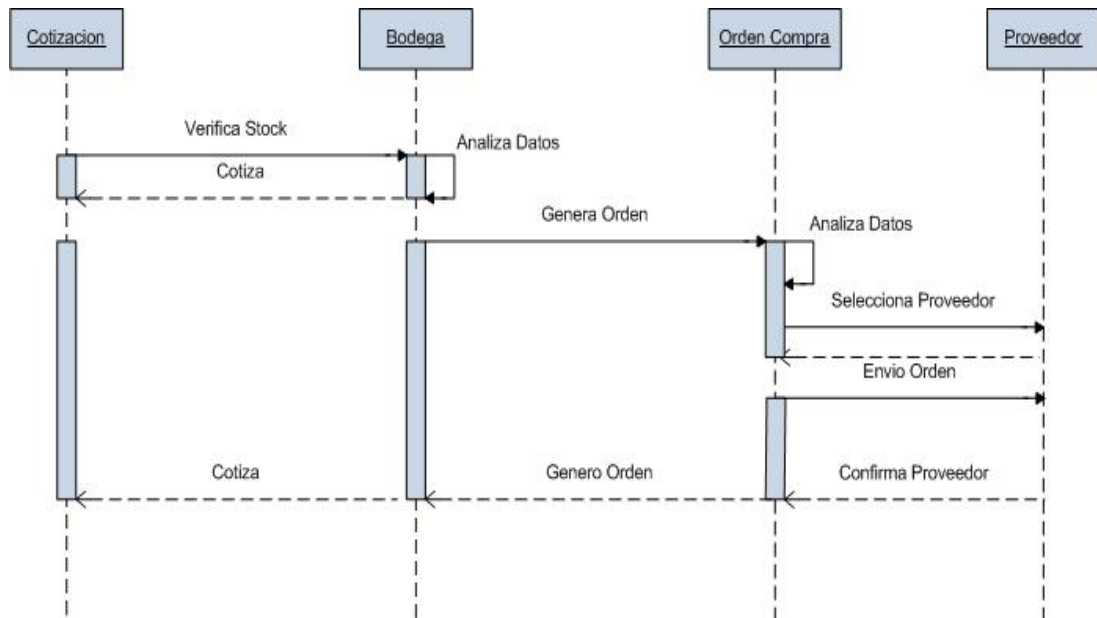 Cotizacion
Bodega
Orden Compra
Proveedor
Verifica Stock
Analiza Datos
Cotiza
Genera Orden
Analiza Datos
Selecciona Proveedor
Envio Orden
Cotiza
Genero Orden
Confirma Proveedor